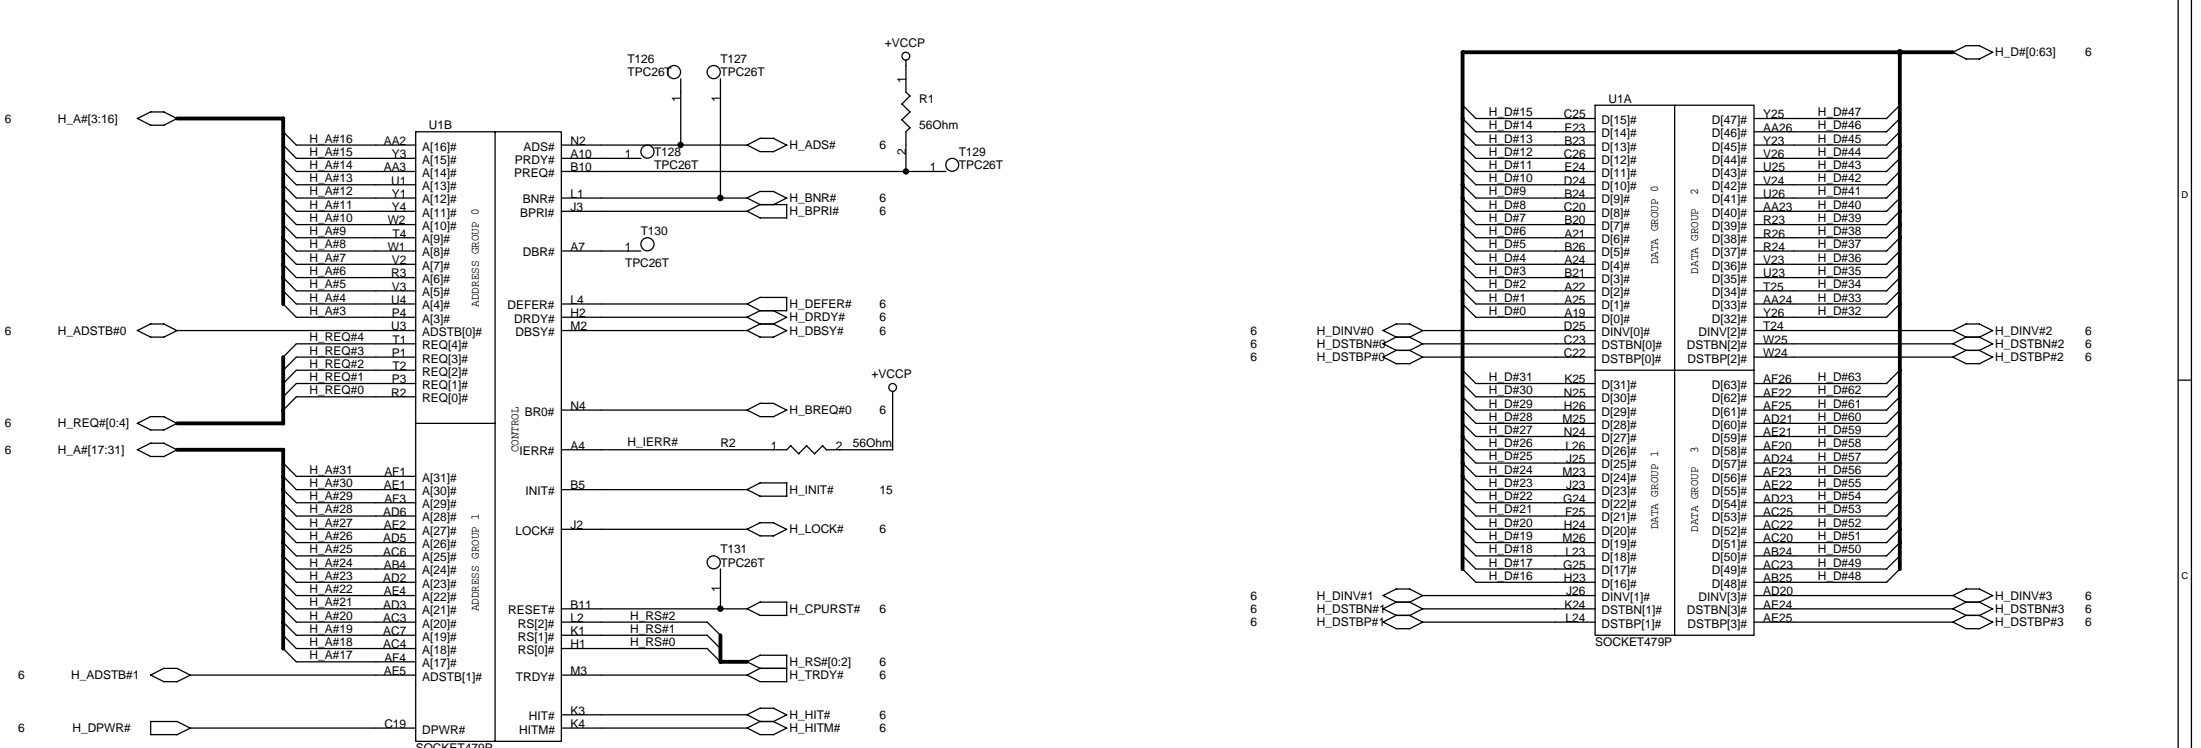 +VCCP
T126
TPC26T
T127
TPC26T
1
1
1
R1
56Ohm
2
6 H_A#[3:16]
U1B
H_A#16 AA2 A[16]#
H_A#15 Y3 A[15]#
H_A#14 AA3 A[14]#
H_A#13 U1 A[13]#
H_A#12 Y1 A[12]#
H_A#11 Y4 A[11]#
H_A#10 W2 A[10]#
H_A#9 T4 A[9]#
H_A#8 W1 A[8]#
H_A#7 V2 A[7]#
H_A#6 R3 A[6]#
H_A#5 V3 A[5]#
H_A#4 U4 A[4]#
H_A#3 P4 A[3]#
ADDRESS GROUP 0
6 H_ADSTB#0 U3 ADSTB[0]#
H_REQ#4 T1 REQ[4]#
H_REQ#3 P1 REQ[3]#
H_REQ#2 T2 REQ[2]#
H_REQ#1 P3 REQ[1]#
H_REQ#0 R2 REQ[0]#
6 H_REQ#[0:4]
6 H_A#[17:31]
H_A#31 AF1 A[31]#
H_A#30 AE1 A[30]#
H_A#29 AF3 A[29]#
H_A#28 AD6 A[28]#
H_A#27 AE2 A[27]#
H_A#26 AD5 A[26]#
H_A#25 AC6 A[25]#
H_A#24 AB4 A[24]#
H_A#23 AD2 A[23]#
H_A#22 AE4 A[22]#
H_A#21 AD3 A[21]#
H_A#20 AC3 A[20]#
H_A#19 AC7 A[19]#
H_A#18 AC4 A[18]#
H_A#17 AF4 A[17]#
ADDRESS GROUP 1
6 H_ADSTB#1 AE5 ADSTB[1]#
6 H_DPWR# C19 DPWR#
SOCKET479P
CONTROL
ADS# N2 H_ADS# 6
PRDY# A10 1 T128
TPC26T
PREQ# B10 1 T129
TPC26T
BNR# L1 H_BNR# 6
BPRI# J3 H_BPRI# 6
DBR# A7 1 T130
TPC26T
DEFER# L4 H_DEFER# 6
DRDY# H2 H_DRDY# 6
DBSY# M2 H_DBSY# 6
+VCCP
BR0# N4 H_BREQ#0 6
IERR# A4 H_IERR# R2 1 2 56Ohm
INIT# B5 H_INIT# 15
LOCK# J2 H_LOCK# 6
T131
TPC26T
1
RESET# B11 H_CPURST# 6
RS[2]# L2 H_RS#2
RS[1]# K1 H_RS#1
RS[0]# H1 H_RS#0
H_RS#[0:2] 6
TRDY# M3 H_TRDY# 6
HIT# K3 H_HIT# 6
HITM# K4 H_HITM# 6
H_D#[0:63] 6
U1A
H_D#15 C25 D[15]# D[47]# Y25 H_D#47
H_D#14 E23 D[14]# D[46]# AA26 H_D#46
H_D#13 B23 D[13]# D[45]# Y23 H_D#45
H_D#12 C26 D[12]# D[44]# V26 H_D#44
H_D#11 E24 D[11]# D[43]# U25 H_D#43
H_D#10 D24 D[10]# D[42]# V24 H_D#42
H_D#9 B24 D[9]# D[41]# U26 H_D#41
H_D#8 C20 D[8]# D[40]# AA23 H_D#40
H_D#7 B20 D[7]# D[39]# R23 H_D#39
H_D#6 A21 D[6]# D[38]# R26 H_D#38
H_D#5 B26 D[5]# D[37]# R24 H_D#37
H_D#4 A24 D[4]# D[36]# V23 H_D#36
H_D#3 B21 D[3]# D[35]# U23 H_D#35
H_D#2 A22 D[2]# D[34]# T25 H_D#34
H_D#1 A25 D[1]# D[33]# AA24 H_D#33
H_D#0 A19 D[0]# D[32]# Y26 H_D#32
DATA GROUP 0
DATA GROUP 2
6 H_DINV#0 D25 DINV[0]# DINV[2]# T24 H_DINV#2 6
6 H_DSTBN#0 C23 DSTBN[0]# DSTBN[2]# W25 H_DSTBN#2 6
6 H_DSTBP#0 C22 DSTBP[0]# DSTBP[2]# W24 H_DSTBP#2 6
H_D#31 K25 D[31]# D[63]# AF26 H_D#63
H_D#30 N25 D[30]# D[62]# AF22 H_D#62
H_D#29 H26 D[29]# D[61]# AF25 H_D#61
H_D#28 M25 D[28]# D[60]# AD21 H_D#60
H_D#27 N24 D[27]# D[59]# AE21 H_D#59
H_D#26 L26 D[26]# D[58]# AF20 H_D#58
H_D#25 J25 D[25]# D[57]# AD24 H_D#57
H_D#24 M23 D[24]# D[56]# AF23 H_D#56
H_D#23 J23 D[23]# D[55]# AE22 H_D#55
H_D#22 G24 D[22]# D[54]# AD23 H_D#54
H_D#21 F25 D[21]# D[53]# AC25 H_D#53
H_D#20 H24 D[20]# D[52]# AC22 H_D#52
H_D#19 M26 D[19]# D[51]# AC20 H_D#51
H_D#18 L23 D[18]# D[50]# AB24 H_D#50
H_D#17 G25 D[17]# D[49]# AC23 H_D#49
H_D#16 H23 D[16]# D[48]# AB25 H_D#48
DATA GROUP 1
DATA GROUP 3
6 H_DINV#1 J26 DINV[1]# DINV[3]# AD20 H_DINV#3 6
6 H_DSTBN#1 K24 DSTBN[1]# DSTBN[3]# AE24 H_DSTBN#3 6
6 H_DSTBP#1 L24 DSTBP[1]# DSTBP[3]# AE25 H_DSTBP#3 6
SOCKET479P
D
C